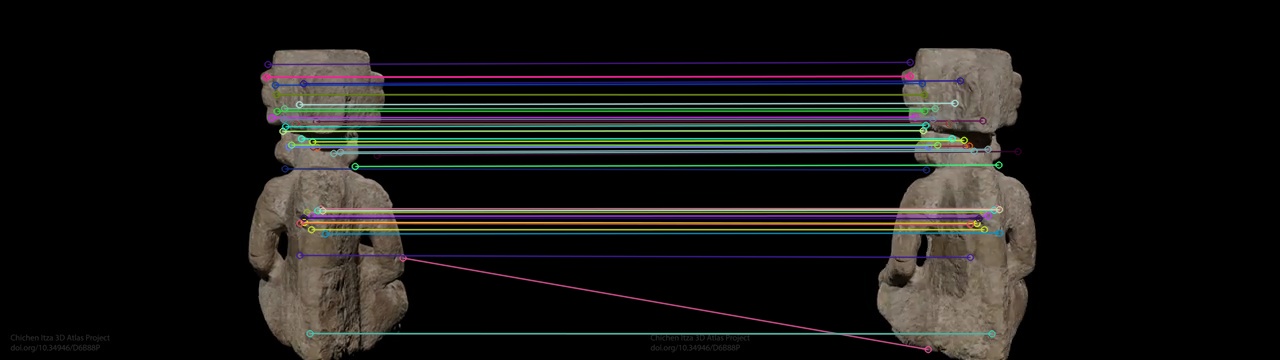 Chichen Itza 3D Atlas Project
doi.org/10.34946/D6B88P
Chichen Itza 3D Atlas Project
doi.org/10.34946/D6B88P